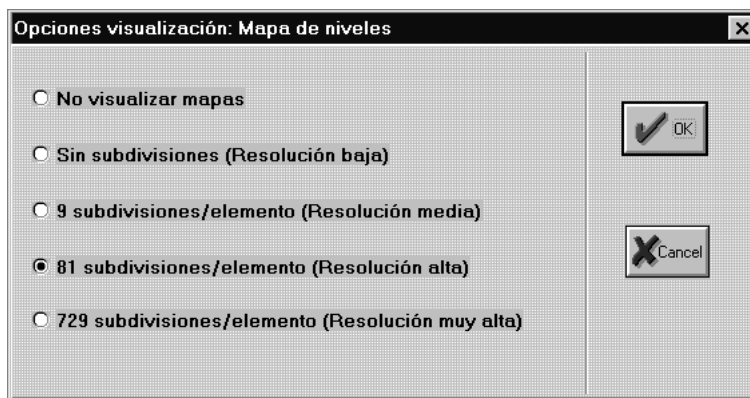 Opciones visualización: Mapa de niveles
No visualizar mapas
Sin subdivisiones (Resolución baja)
9 subdivisiones/elemento (Resolución media)
81 subdivisiones/elemento (Resolución alta)
729 subdivisiones/elemento (Resolución muy alta)
OK
Cancel